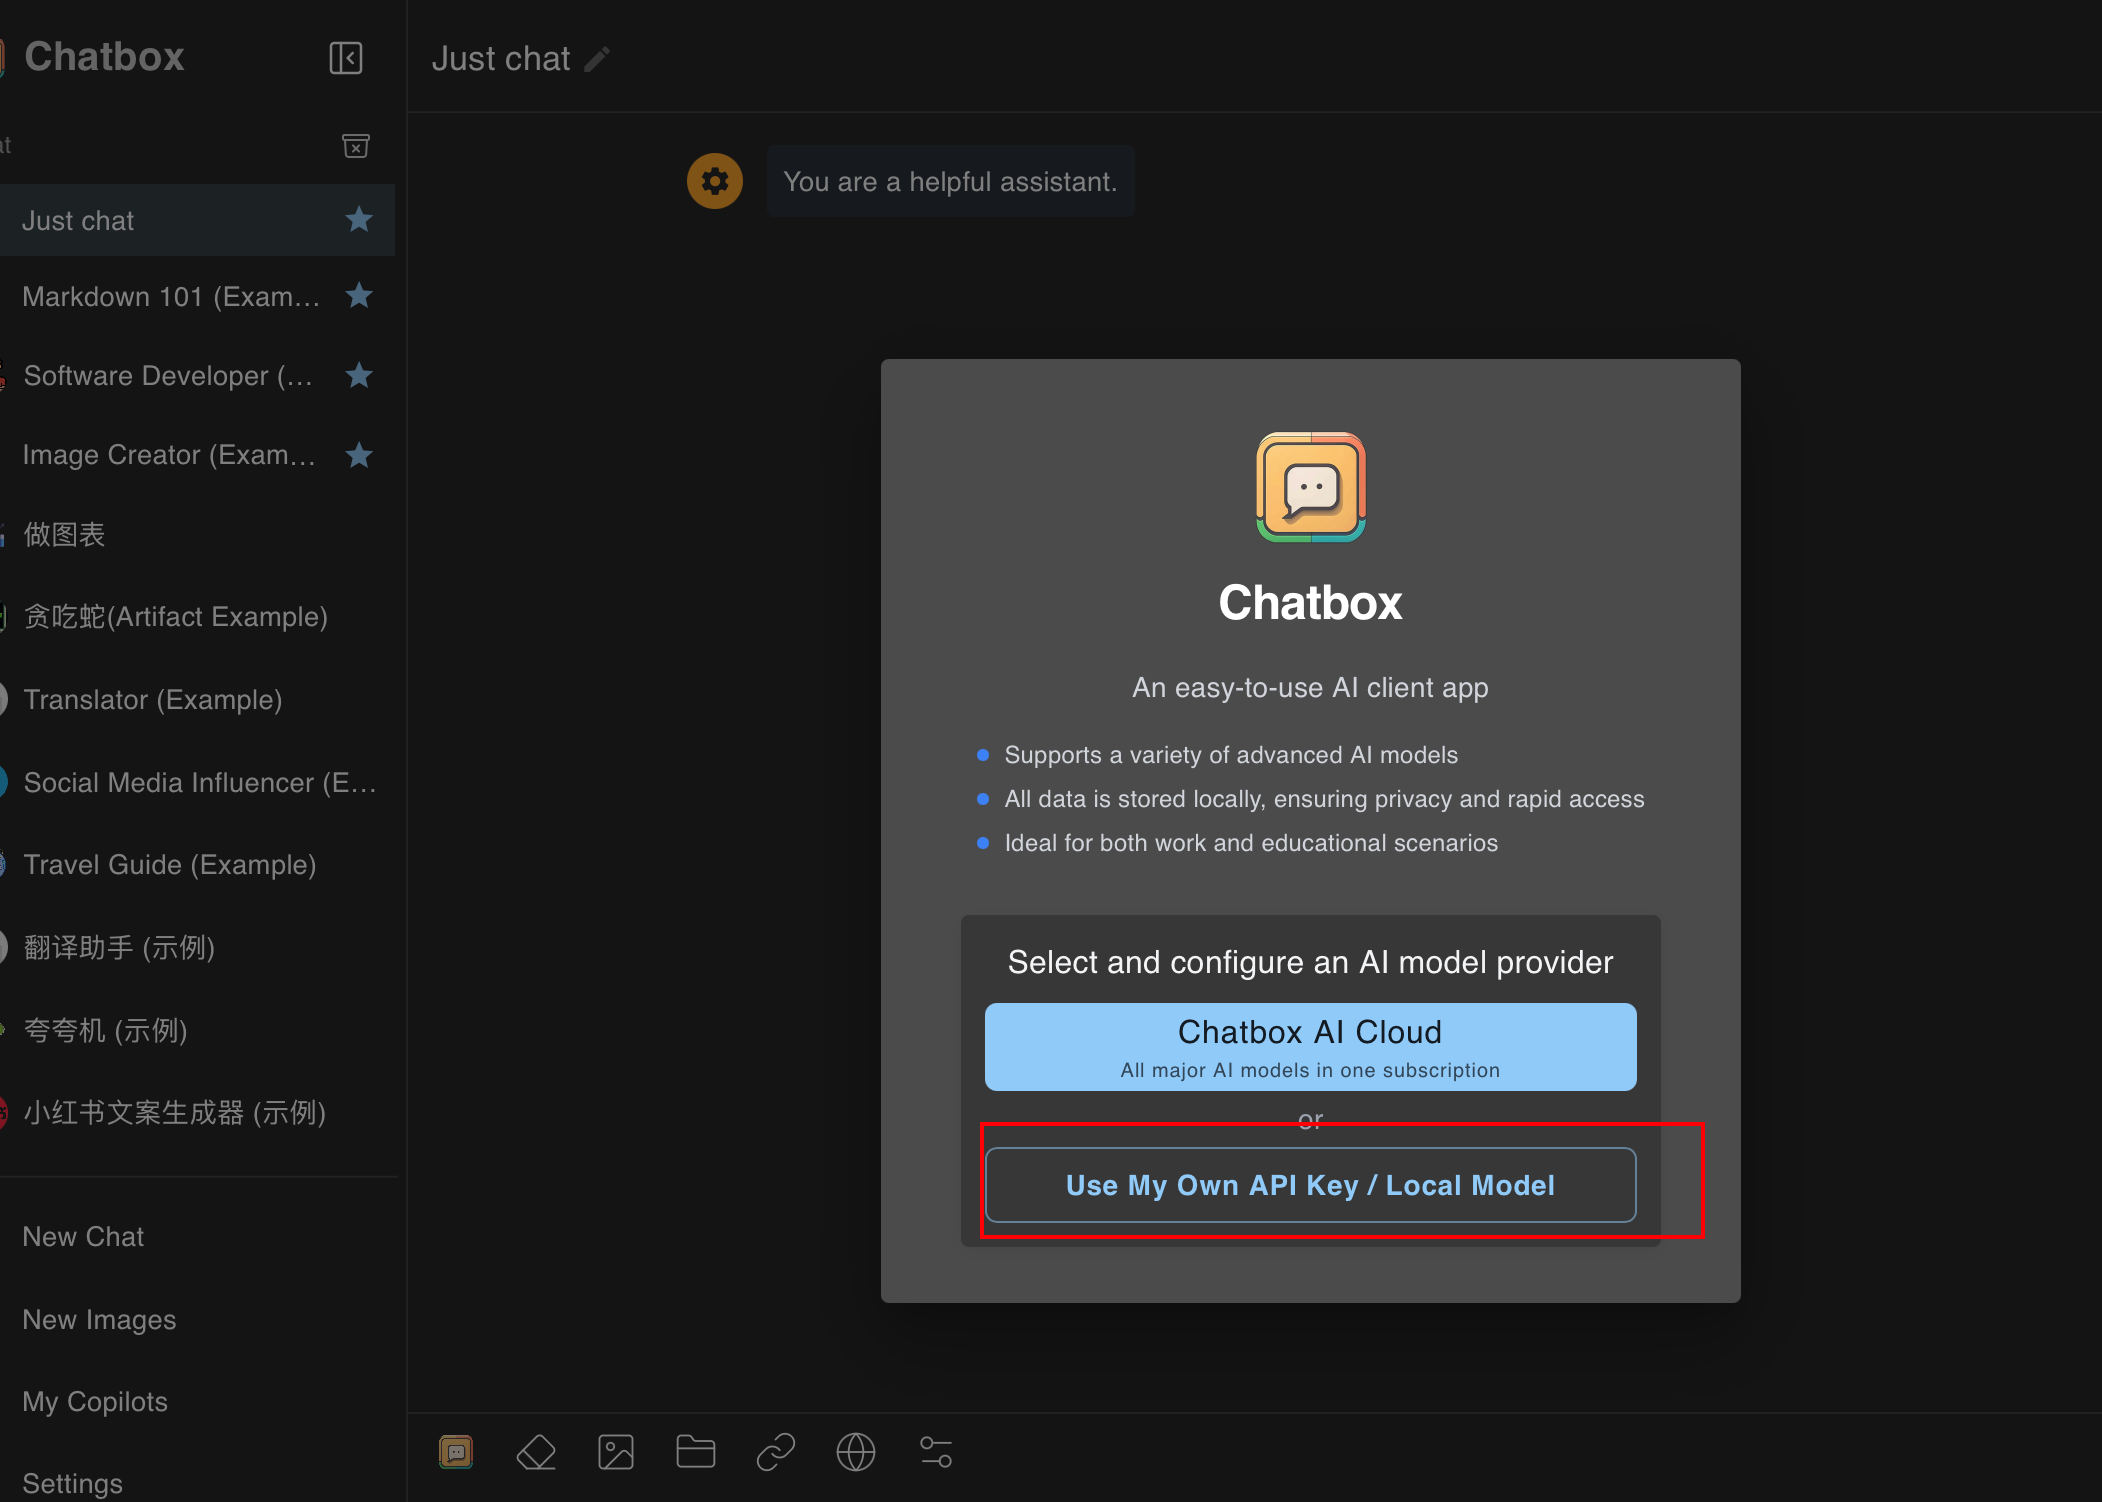 Chatbox
at
Just chat
Markdown 101 (Exam...
Software Developer (...
Image Creator (Exam...
做图表
贪吃蛇(Artifact Example)
Translator (Example)
Social Media Influencer (E...
Travel Guide (Example)
翻译助手 (示例)
夸夸机 (示例)
小红书文案生成器 (示例)
New Chat
New Images
My Copilots
Settings
Just chat
You are a helpful assistant.
Chatbox
An easy-to-use AI client app
Supports a variety of advanced AI models
All data is stored locally, ensuring privacy and rapid access
Ideal for both work and educational scenarios
Select and configure an AI model provider
Chatbox AI Cloud
All major AI models in one subscription
or
Use My Own API Key / Local Model